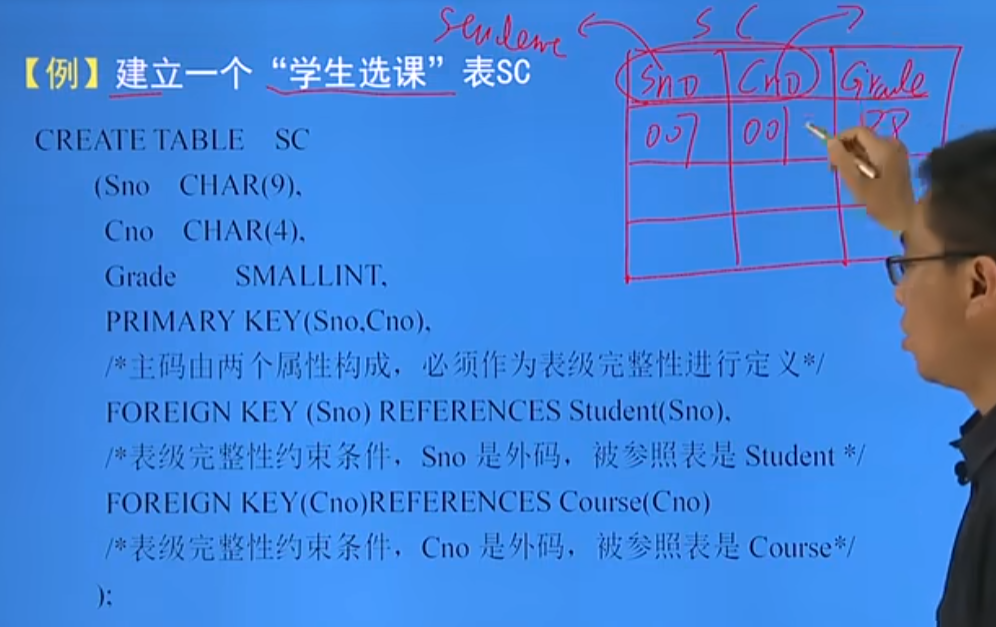 【例】建立一个“学生选课”表SC
CREATE TABLE SC
(Sno CHAR(9),
Cno CHAR(4),
Grade SMALLINT,
PRIMARY KEY(Sno,Cno),
/*主码由两个属性构成，必须作为表级完整性进行定义*/
FOREIGN KEY (Sno) REFERENCES Student(Sno),
/*表级完整性约束条件，Sno 是外码，被参照表是 Student */
FOREIGN KEY(Cno)REFERENCES Course(Cno)
/*表级完整性约束条件，Cno 是外码，被参照表是 Course*/
);
SC
Sno Cno Grade
007 001